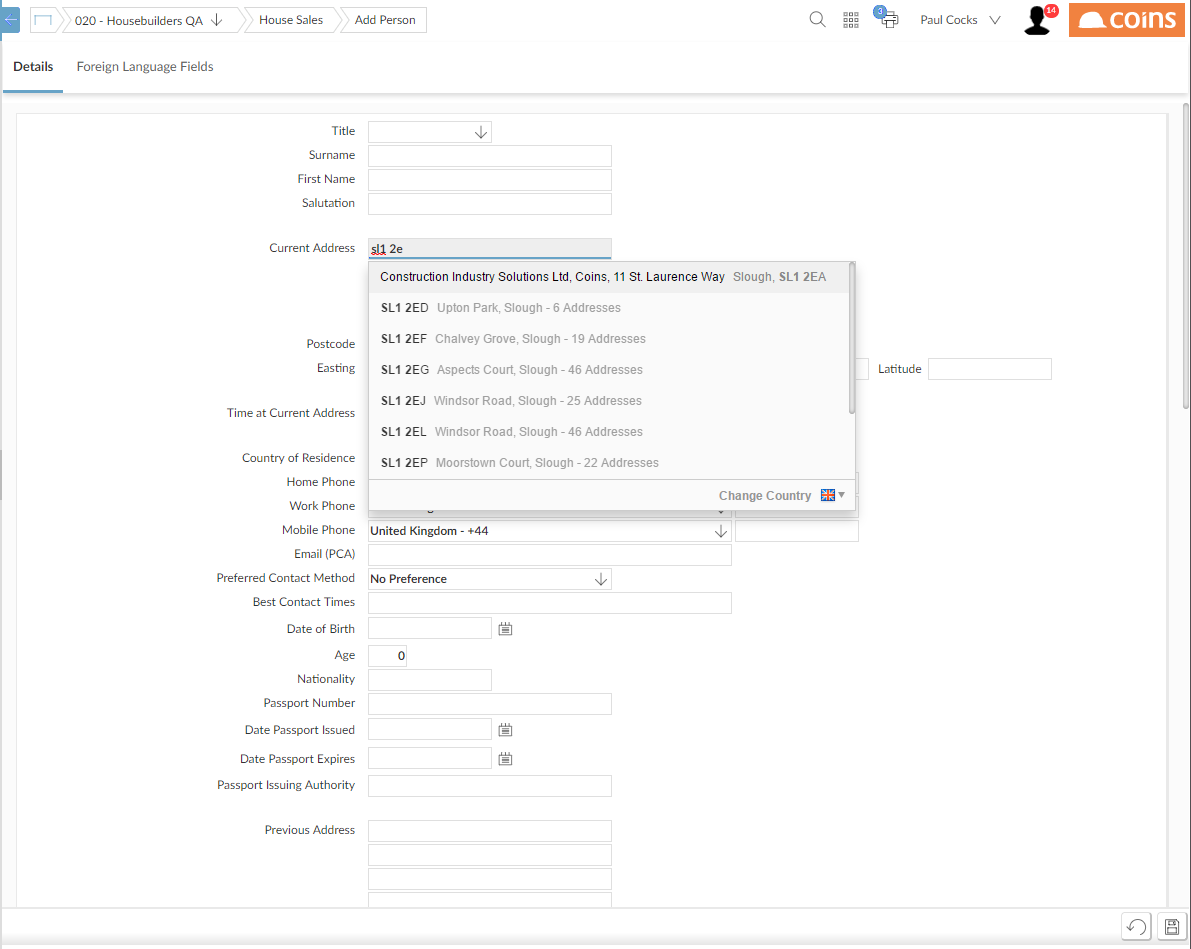 020 - Housebuilders QA House Sales Add Person 3 Paul Cocks 14 coins
Details Foreign Language Fields
Title
Surname
First Name
Salutation
Current Address sl1 2e
Construction Industry Solutions Ltd, Coins, 11 St. Laurence Way Slough, SL1 2EA
SL1 2ED Upton Park, Slough - 6 Addresses
SL1 2EF Chalvey Grove, Slough - 19 Addresses
Postcode
Easting SL1 2EG Aspects Court, Slough - 46 Addresses Latitude
SL1 2EJ Windsor Road, Slough - 25 Addresses
Time at Current Address
SL1 2EL Windsor Road, Slough - 46 Addresses
Country of Residence SL1 2EP Moorstown Court, Slough - 22 Addresses
Home Phone
Change Country
Work Phone
Mobile Phone United Kingdom - +44
Email (PCA)
Preferred Contact Method No Preference
Best Contact Times
Date of Birth
Age 0
Nationality
Passport Number
Date Passport Issued
Date Passport Expires
Passport Issuing Authority
Previous Address